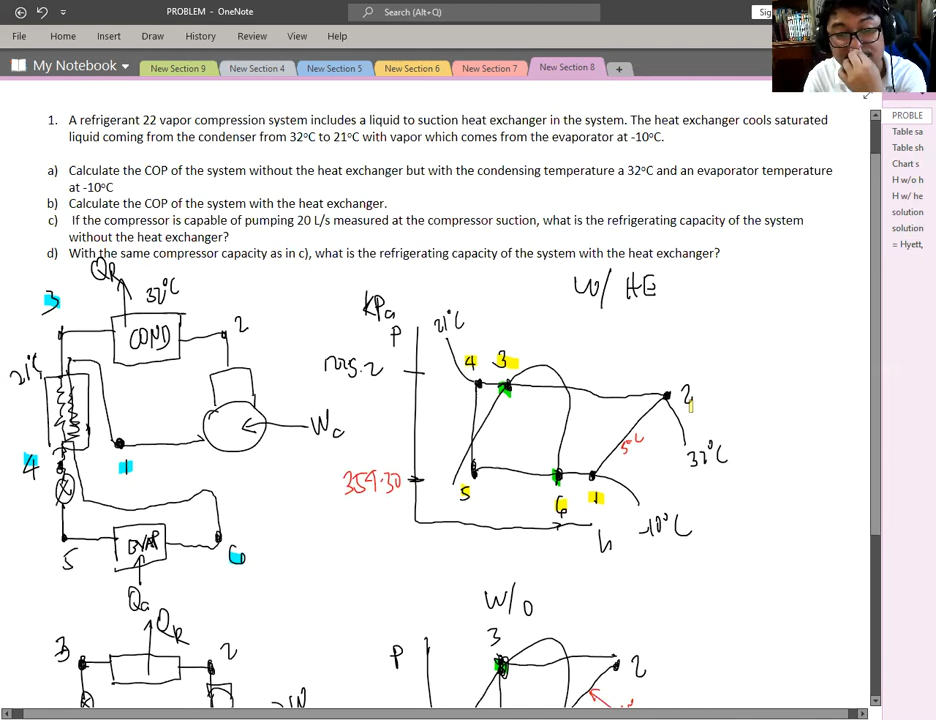 PROBLEM - OneNote
Search (Alt+Q)
File Home Insert Draw History Review View Help
My Notebook
New Section 9 New Section 4 New Section 5 New Section 6 New Section 7 New Section 8
1. A refrigerant 22 vapor compression system includes a liquid to suction heat exchanger in the system. The heat exchanger cools saturated
liquid coming from the condenser from 32°C to 21°C with vapor which comes from the evaporator at -10°C.
a) Calculate the COP of the system without the heat exchanger but with the condensing temperature a 32°C and an evaporator temperature
at -10°C
b) Calculate the COP of the system with the heat exchanger.
c) If the compressor is capable of pumping 20 L/s measured at the compressor suction, what is the refrigerating capacity of the system
without the heat exchanger?
d) With the same compressor capacity as in c), what is the refrigerating capacity of the system with the heat exchanger?
PROBLE
Table sa
Table sh
Chart s
H w/o h
H w/ he
solution
solution
= Hyett,
QR
32°C
3
COND
2
21°C
Wc
1
4
5
EVAP
6
Qa
W/ HE
KPa
P
21°C
4
3
2
5°C
32°C
354.30
5
6
1
-10°C
h
QR
3
2
W/O
P
3
2